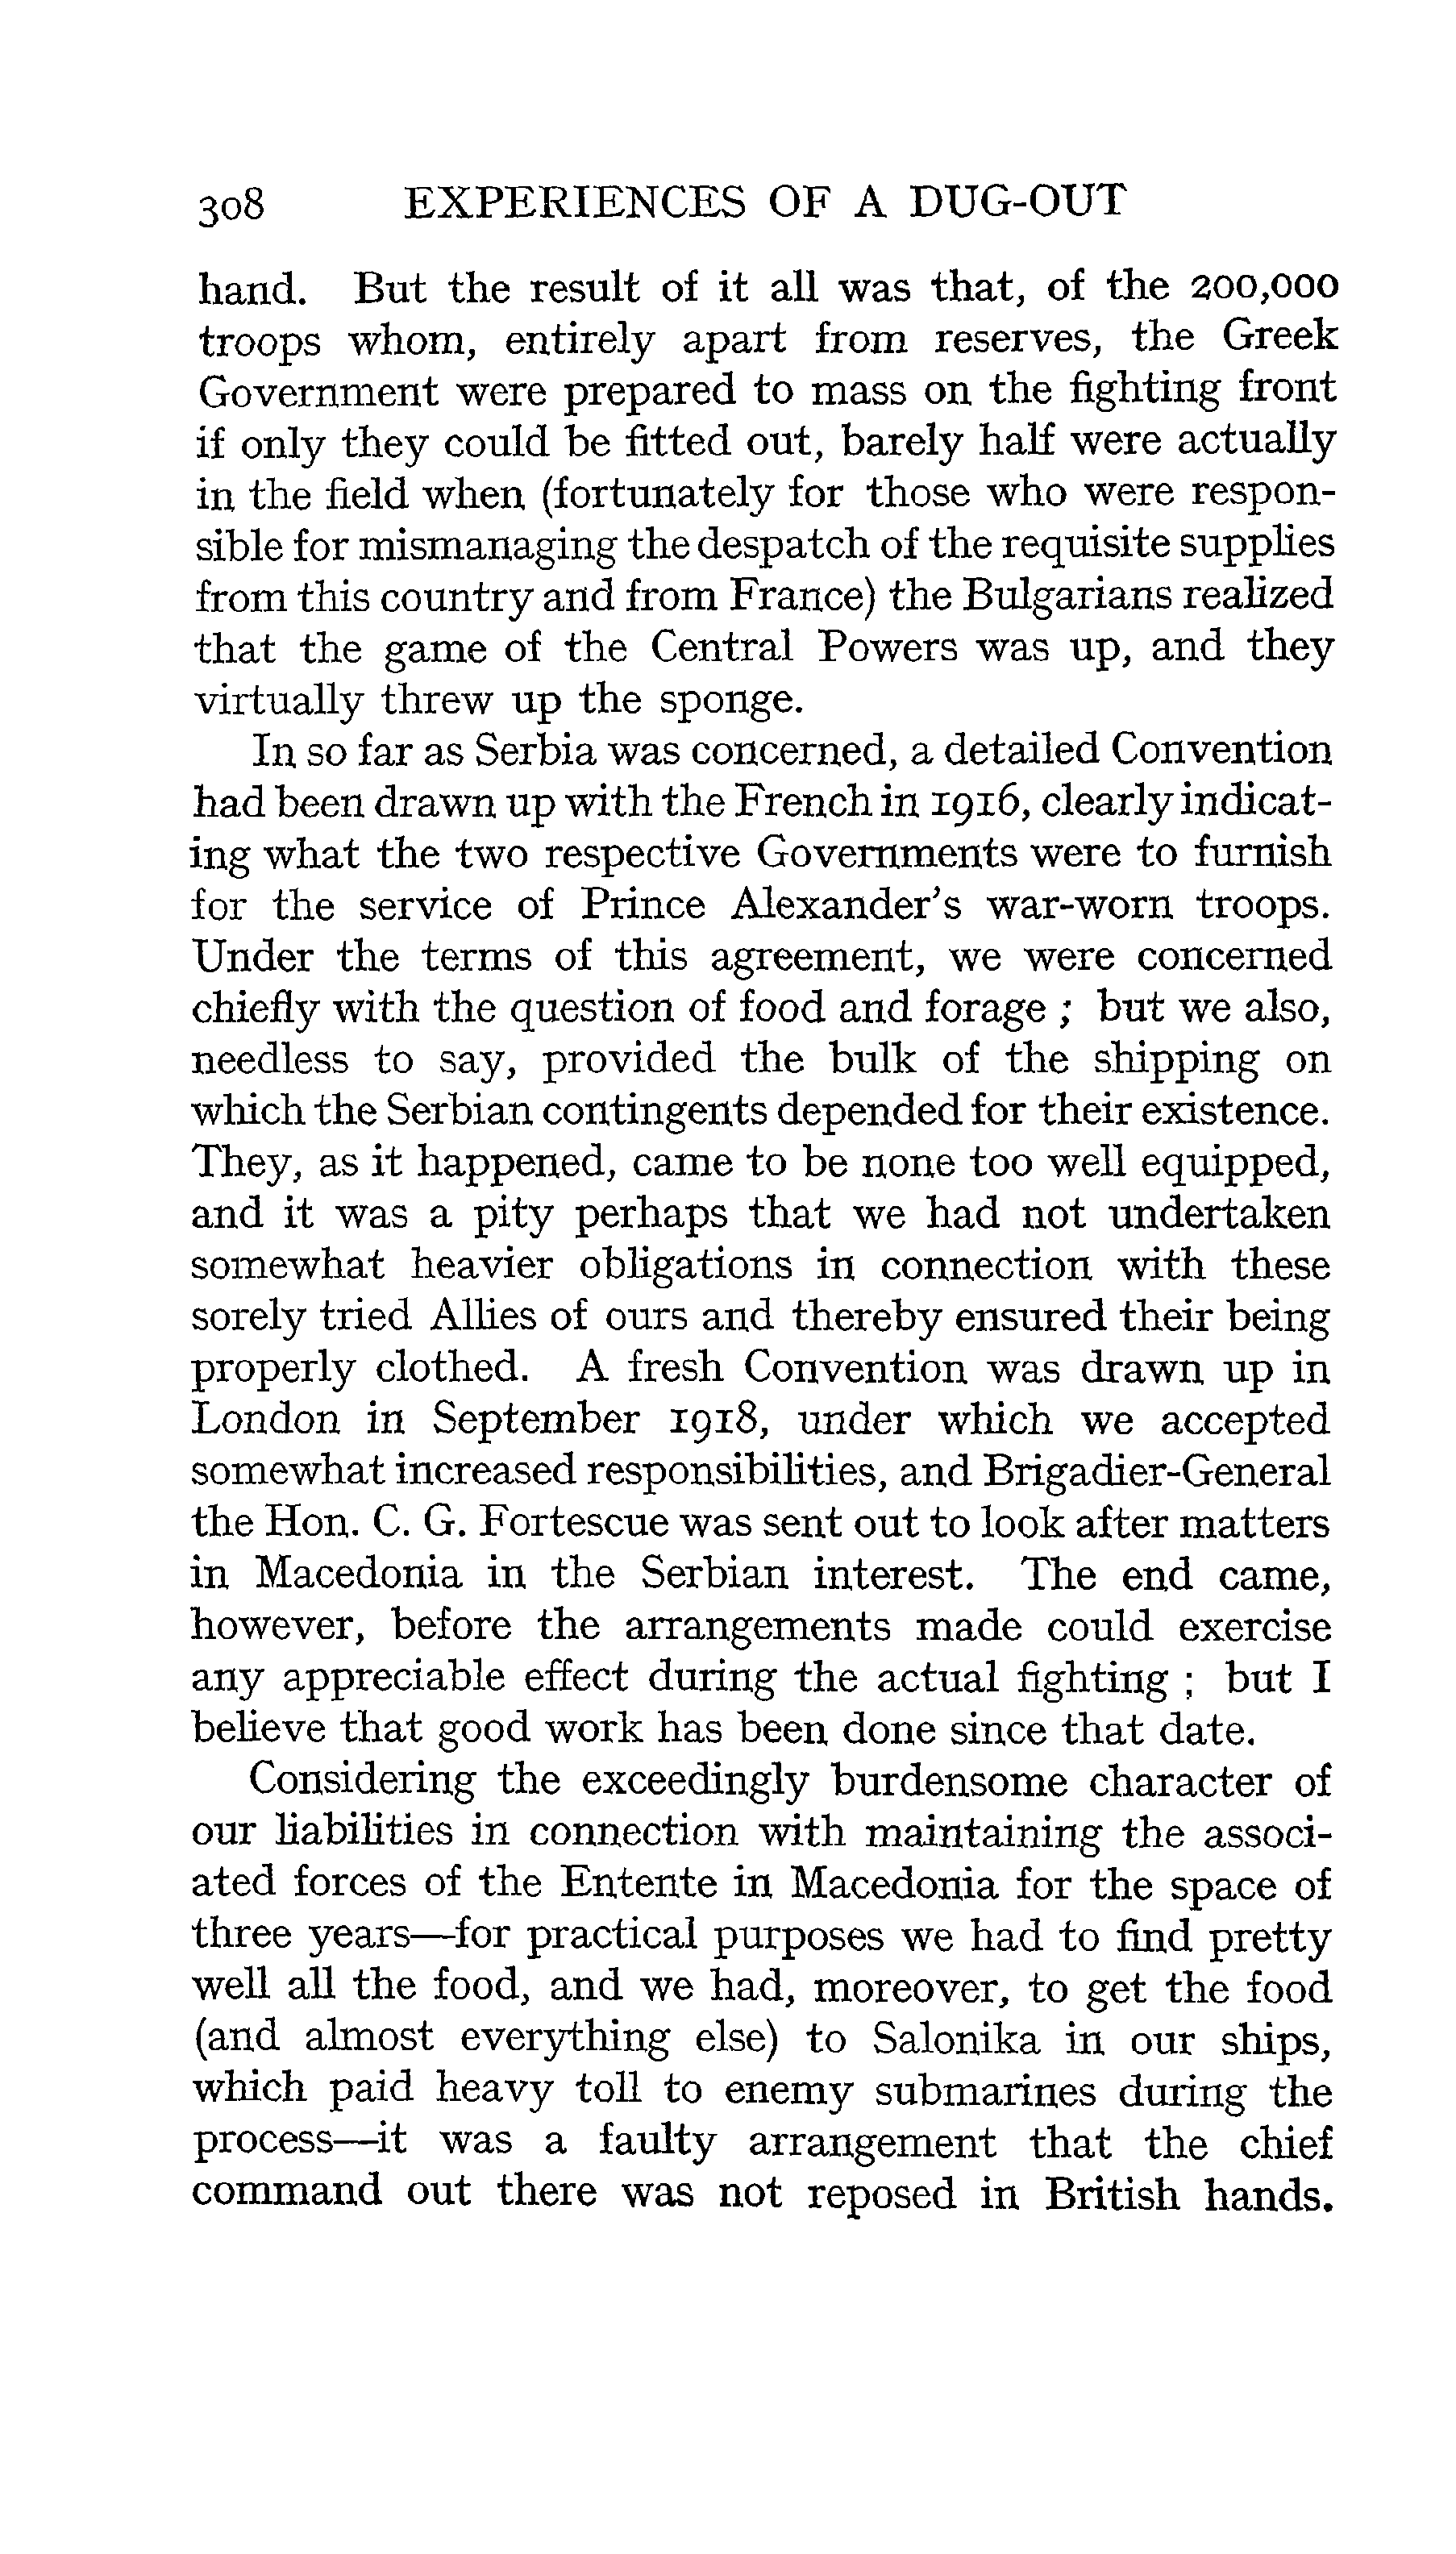 308 EXPERIENCES OF A DUG-OUT
hand. But the result of it all was that, of the 200,000
troops whom, entirely apart from reserves, the Greek
Government were prepared to mass on the fighting front
if only they could be fitted out, barely half were actually
in the field when (fortunately for those who were respon-
sible for mismanaging the despatch of the requisite supplies
from this country and from France) the Bulgarians realized
that the game of the Central Powers was up, and they
virtually threw up the sponge.
In so far as Serbia was concerned, a detailed Convention
had been drawn up with the French in 1916, clearly indicat-
ing what the two respective Governments were to furnish
for the service of Prince Alexander's war-worn troops.
Under the terms of this agreement, we were concerned
chiefly with the question of food and forage ; but we also,
needless to say, provided the bulk of the shipping on
which the Serbian contingents depended for their existence.
They, as it happened, came to be none too well equipped,
and it was a pity perhaps that we had not undertaken
somewhat heavier obligations in connection with these
sorely tried Allies of ours and thereby ensured their being
properly clothed. A fresh Convention was drawn up in
London in September 1918, under which we accepted
somewhat increased responsibilities, and Brigadier-General
the Hon. C. G. Fortescue was sent out to look after matters
in Macedonia in the Serbian interest. The end came,
however, before the arrangements made could exercise
any appreciable effect during the actual fighting ; but I
believe that good work has been done since that date.
Considering the exceedingly burdensome character of
our liabilities in connection with maintaining the associ-
ated forces of the Entente in Macedonia for the space of
three years—for practical purposes we had to find pretty
well all the food, and we had, moreover, to get the food
(and almost everything else) to Salonika in our ships,
which paid heavy toll to enemy submarines during the
process—it was a faulty arrangement that the chief
command out there was not reposed in British hands.